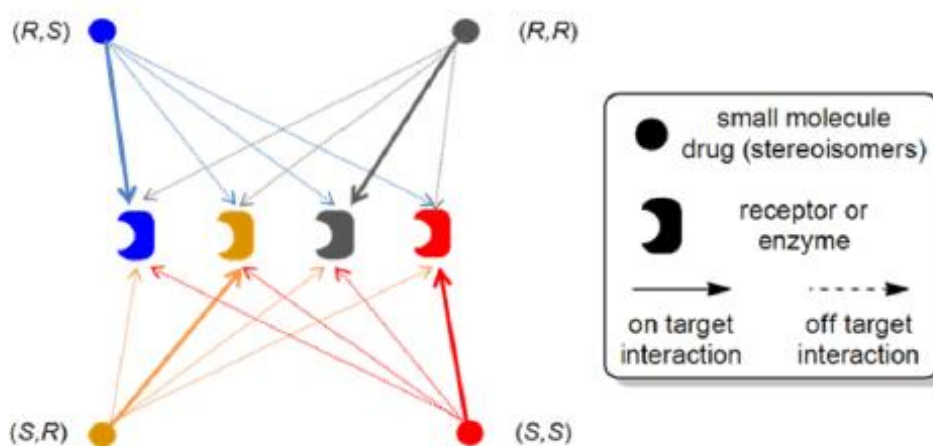 (R,S)
(R,R)
small molecule
drug (stereoisomers)
receptor or
enzyme
on target
interaction
off target
interaction
(S,R)
(S,S)